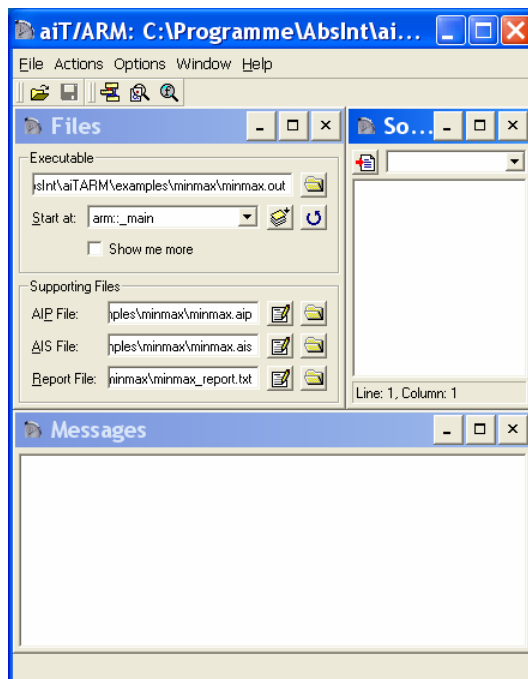 aiT/ARM: C:\Programme\AbsInt\ai...
File Actions Options Window Help
Files
Executable
sInt\aiTARM\examples\minmax\minmax.out
Start at: arm::_main
Show me more
Supporting Files
AIP File: nples\minmax\minmax.aip
AIS File: nples\minmax\minmax.ais
Report File: ninmax\minmax_report.txt
So...
Line: 1, Column: 1
Messages